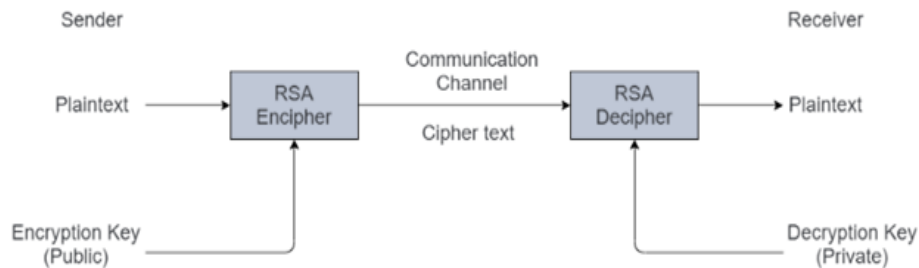 Sender
Receiver
Communication
Channel
Plaintext
RSA
Encipher
RSA
Decipher
Plaintext
Cipher text
Encryption Key
(Public)
Decryption Key
(Private)